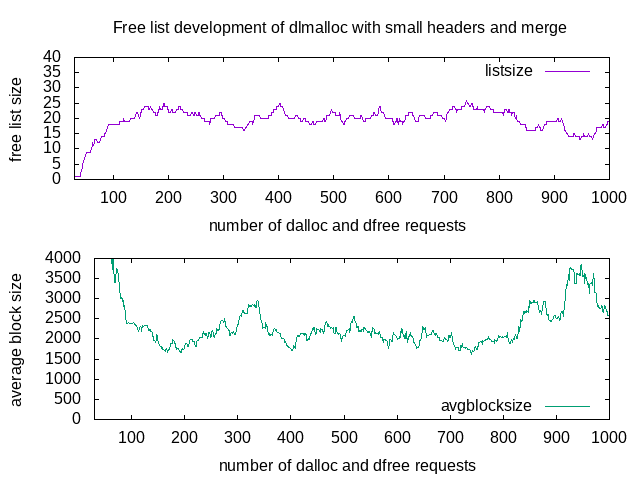 Free list development of dlmalloc with small headers and merge
free list size
40
35
30
25
20
15
10
5
0
listsize
100 200 300 400 500 600 700 800 900 1000
number of dalloc and dfree requests
average block size
4000
3500
3000
2500
2000
1500
1000
500
0
avgblocksize
100 200 300 400 500 600 700 800 900 1000
number of dalloc and dfree requests